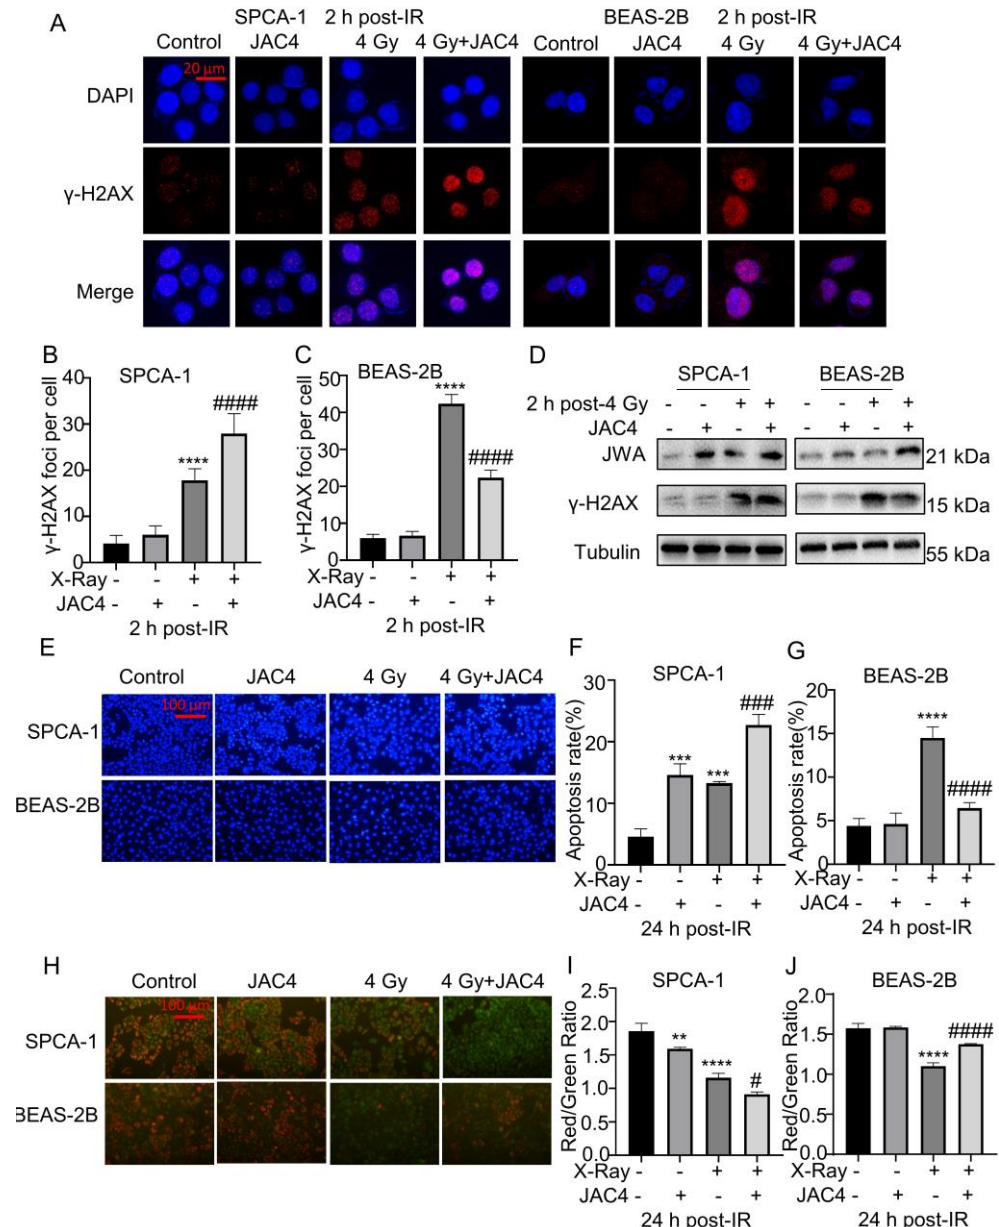 A
SPCA-1 2 h post-IR BEAS-2B 2 h post-IR
Control JAC4 4 Gy 4 Gy+JAC4 Control JAC4 4 Gy 4 Gy+JAC4
20 μm
DAPI
γ-H2AX
Merge
B
SPCA-1
γ-H2AX foci per cell
40
30
20
10
0
****
####
X-Ray - - + +
JAC4 - + - +
2 h post-IR
C
BEAS-2B
γ-H2AX foci per cell
50
40
30
20
10
0
****
####
- - + +
- + - +
2 h post-IR
D
SPCA-1 BEAS-2B
2 h post-4 Gy - - + + - - + +
JAC4 - + - + - + - +
JWA 21 kDa
γ-H2AX 15 kDa
Tubulin 55 kDa
E
Control JAC4 4 Gy 4 Gy+JAC4
100 μm
SPCA-1
BEAS-2B
F
SPCA-1
Apoptosis rate(%)
30
20
10
0
***
***
###
X-Ray - - + +
JAC4 - + - +
24 h post-IR
G
BEAS-2B
Apoptosis rate(%)
20
15
10
5
0
****
####
- - + +
- + - +
24 h post-IR
H
Control JAC4 4 Gy 4 Gy+JAC4
100 μm
SPCA-1
BEAS-2B
I
SPCA-1
Red/Green Ratio
2.5
2.0
1.5
1.0
0.5
0.0
**
****
#
X-Ray - - + +
JAC4 - + - +
24 h post-IR
J
BEAS-2B
Red/Green Ratio
2.0
1.5
1.0
0.5
0.0
****
####
- - + +
- + - +
24 h post-IR